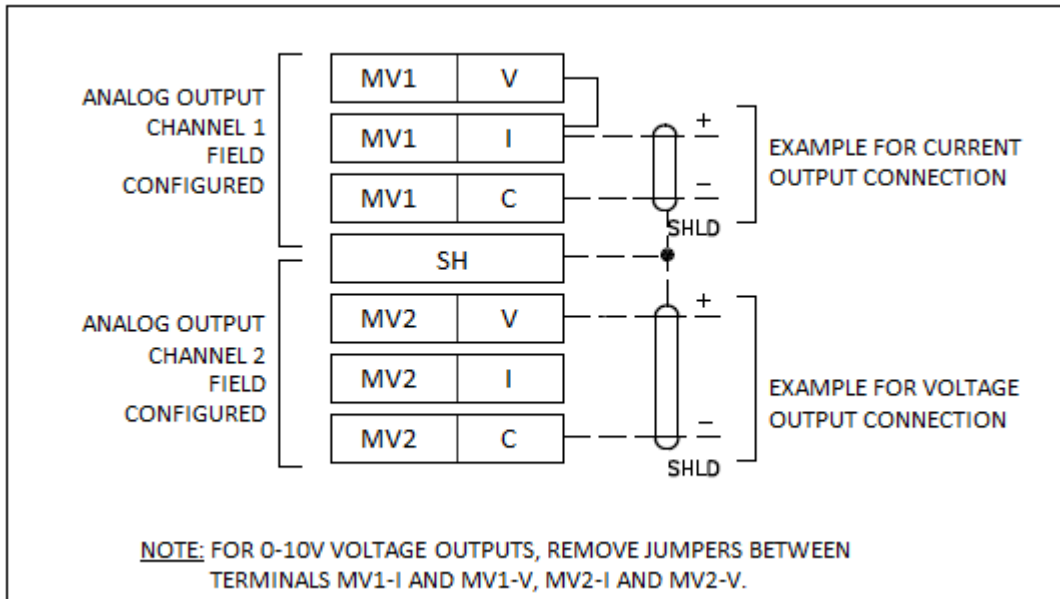 ANALOG OUTPUT
CHANNEL 1
FIELD
CONFIGURED
MV1 V
MV1 I
MV1 C
SH
+
–
SHLD
EXAMPLE FOR CURRENT
OUTPUT CONNECTION
ANALOG OUTPUT
CHANNEL 2
FIELD
CONFIGURED
MV2 V
MV2 I
MV2 C
+
–
SHLD
EXAMPLE FOR VOLTAGE
OUTPUT CONNECTION
NOTE: FOR 0-10V VOLTAGE OUTPUTS, REMOVE JUMPERS BETWEEN
TERMINALS MV1-I AND MV1-V, MV2-I AND MV2-V.